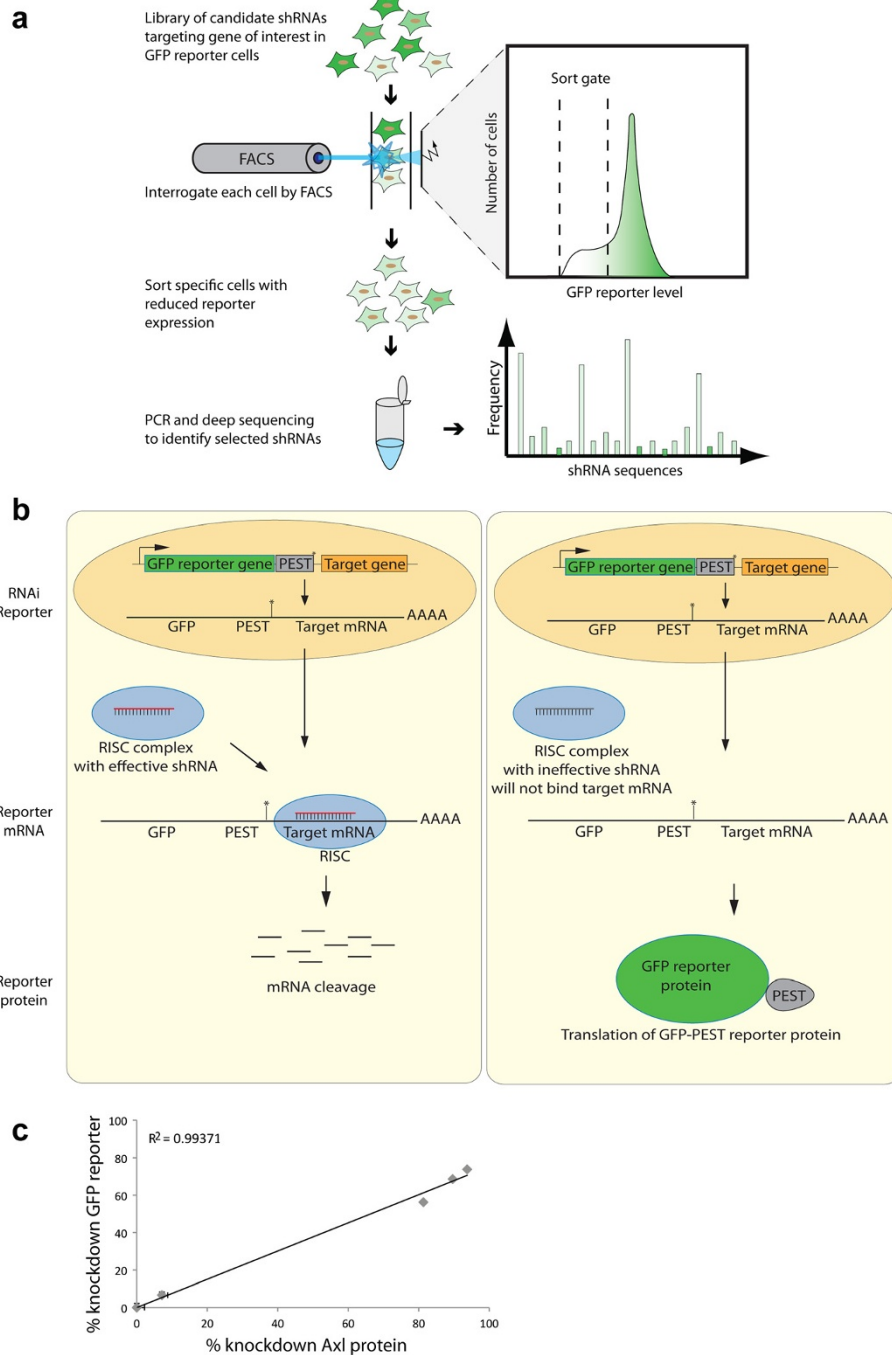 a
Library of candidate shRNAs
targeting gene of interest in
GFP reporter cells
FACS
Interrogate each cell by FACS
Sort gate
Number of cells
GFP reporter level
Sort specific cells with
reduced reporter
expression
PCR and deep sequencing
to identify selected shRNAs
Frequency
shRNA sequences
b
RNAi
Reporter
GFP reporter gene PEST * Target gene
*
AAAA
GFP PEST Target mRNA
RISC complex
with effective shRNA
Reporter
mRNA
*
AAAA
GFP PEST Target mRNA
RISC
mRNA cleavage
Reporter
protein
GFP reporter gene PEST * Target gene
*
AAAA
GFP PEST Target mRNA
RISC complex
with ineffective shRNA
will not bind target mRNA
*
AAAA
GFP PEST Target mRNA
GFP reporter
protein
PEST
Translation of GFP-PEST reporter protein
c
% knockdown GFP reporter
100
80
60
40
20
0
R² = 0.99371
0 20 40 60 80 100
% knockdown Axl protein